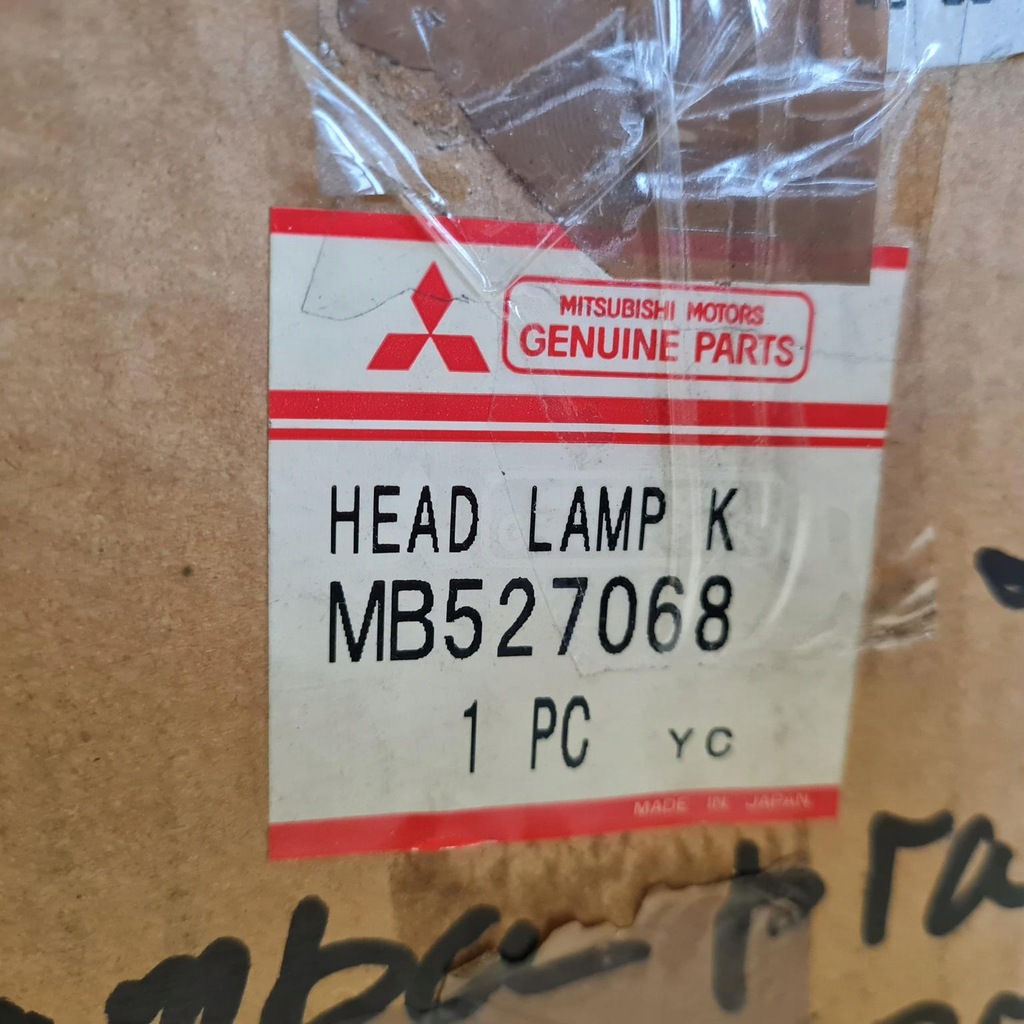 MITSUBISHI MOTORS
GENUINE PARTS
HEAD LAMP K
MB527068
1 PC YC
MADE IN JAPAN